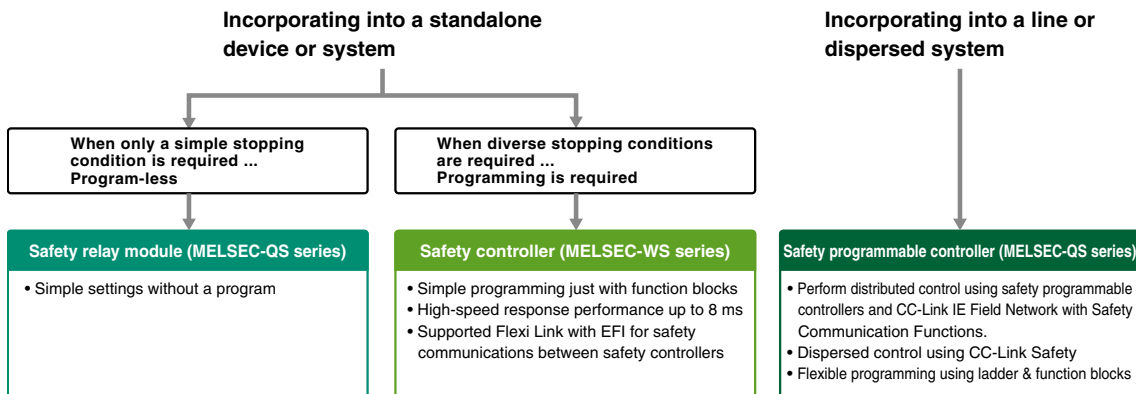 Incorporating into a standalone
device or system
When only a simple stopping
condition is required ...
Program-less
When diverse stopping conditions
are required ...
Programming is required
Safety relay module (MELSEC-QS series)
• Simple settings without a program
Safety controller (MELSEC-WS series)
• Simple programming just with function blocks
• High-speed response performance up to 8 ms
• Supported Flexi Link with EFI for safety
communications between safety controllers
Incorporating into a line or
dispersed system
Safety programmable controller (MELSEC-QS series)
• Perform distributed control using safety programmable
controllers and CC-Link IE Field Network with Safety
Communication Functions.
• Dispersed control using CC-Link Safety
• Flexible programming using ladder & function blocks